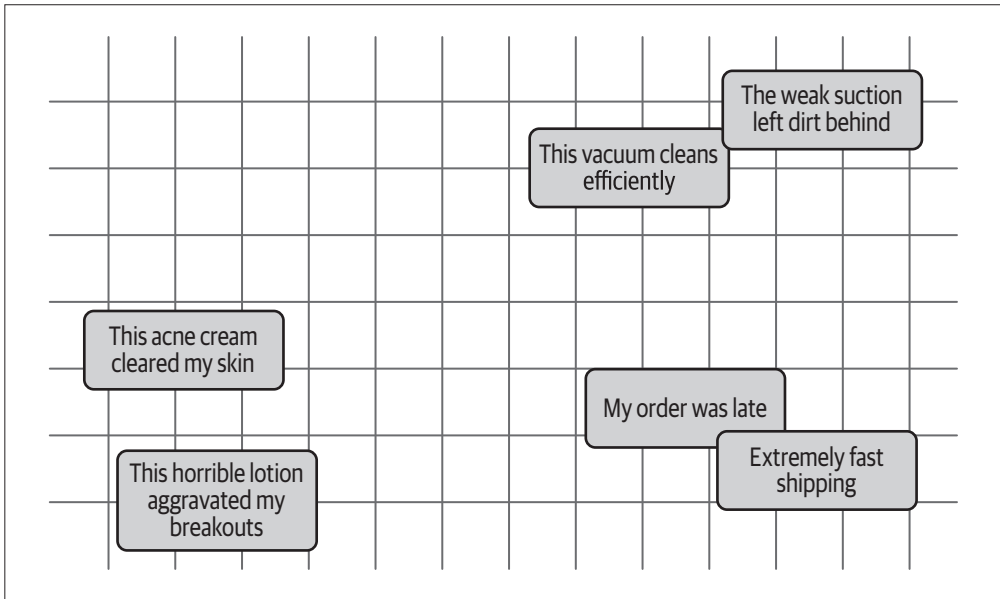 The weak suction
left dirt behind
This vacuum cleans
efficiently
This acne cream
cleared my skin
My order was late
Extremely fast
shipping
This horrible lotion
aggravated my
breakouts